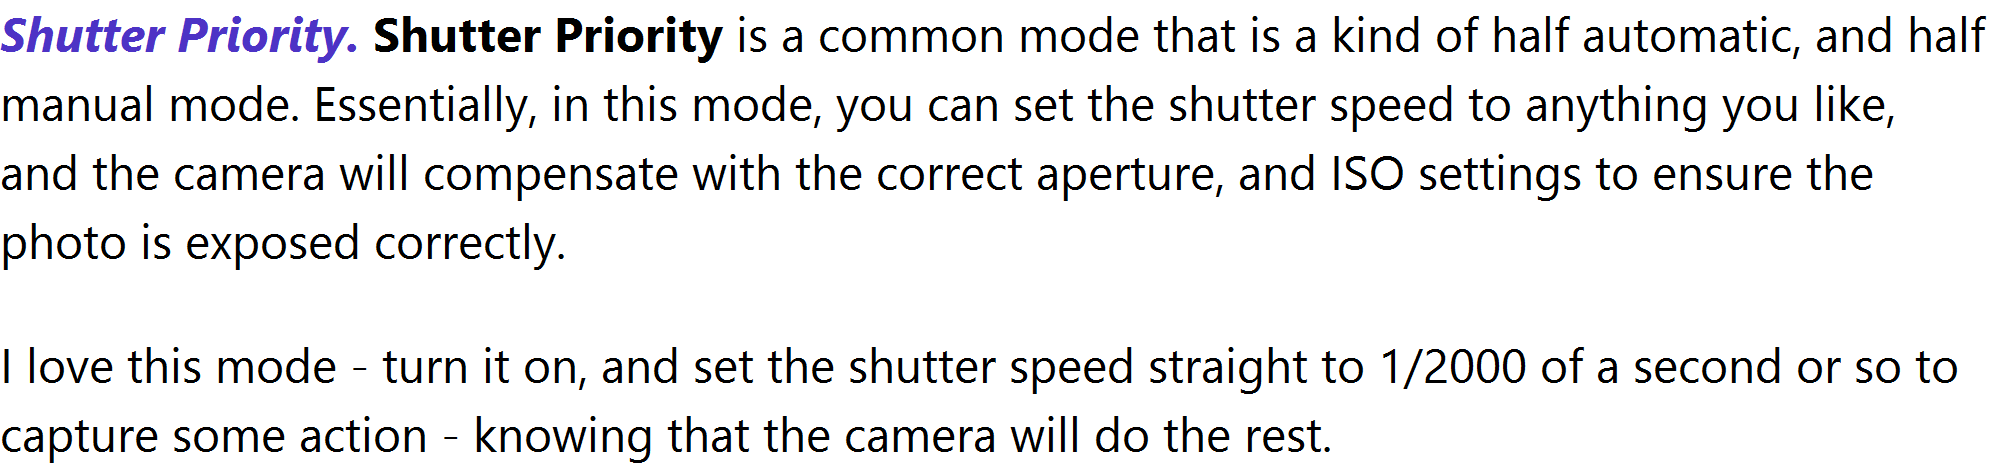 Shutter Priority. Shutter Priority is a common mode that is a kind of half automatic, and half
manual mode. Essentially, in this mode, you can set the shutter speed to anything you like,
and the camera will compensate with the correct aperture, and ISO settings to ensure the
photo is exposed correctly.
I love this mode - turn it on, and set the shutter speed straight to 1/2000 of a second or so to
capture some action - knowing that the camera will do the rest.